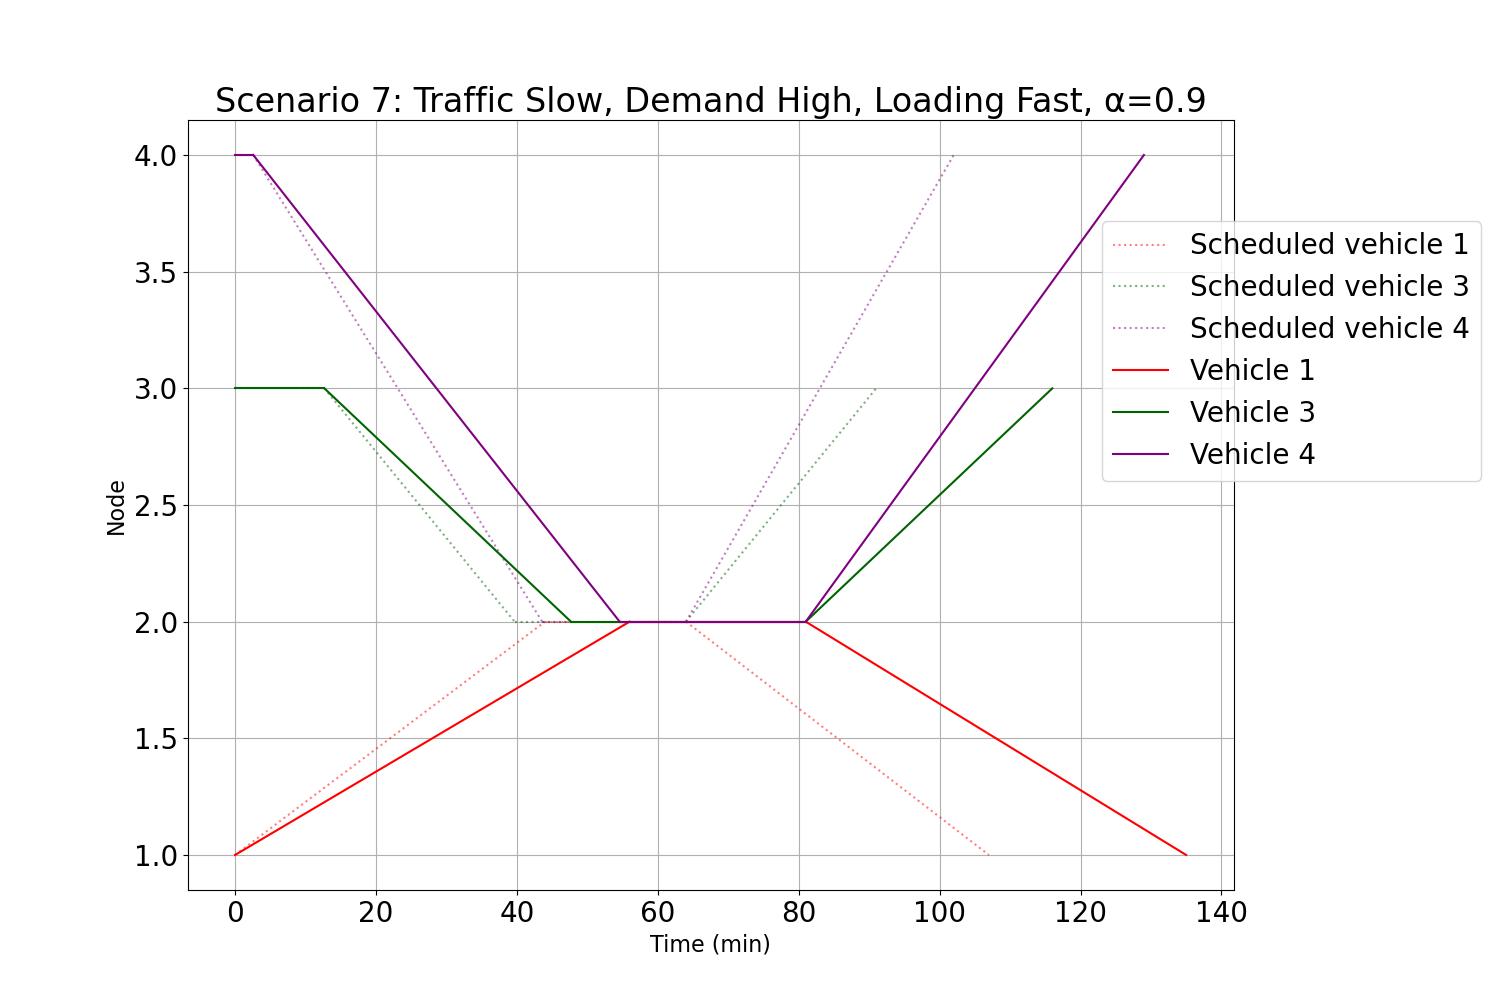 Scenario 7: Traffic Slow, Demand High, Loading Fast, α=0.9
4.0
3.5
3.0
2.5
2.0
1.5
1.0
Node
0 20 40 60 80 100 120 140
Time (min)
Scheduled vehicle 1
Scheduled vehicle 3
Scheduled vehicle 4
Vehicle 1
Vehicle 3
Vehicle 4